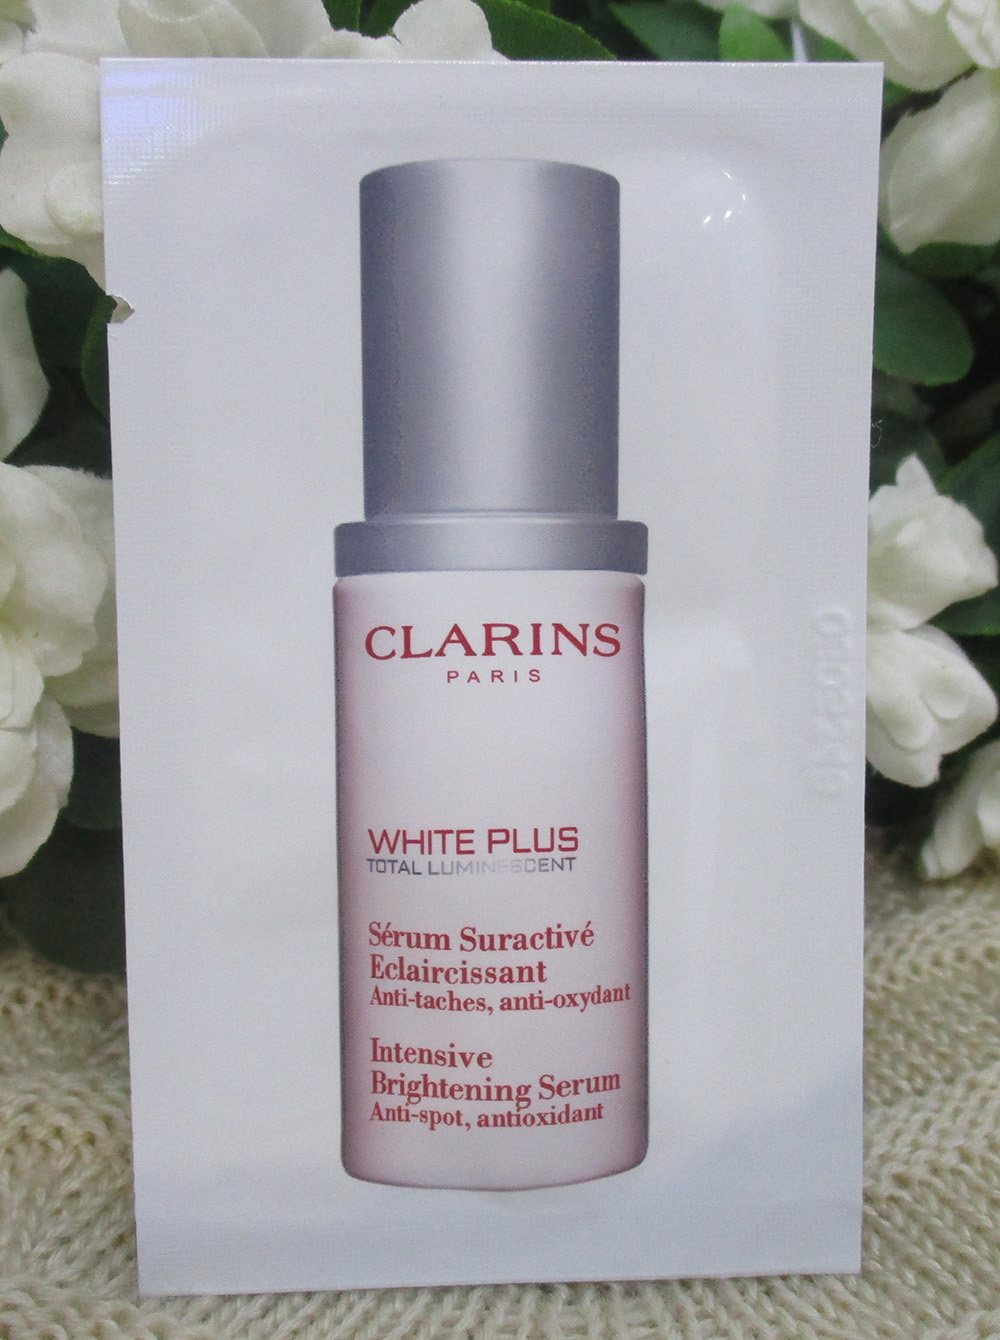 CLARINS
PARIS
WHITE PLUS
TOTAL LUMINESCENT
Sérum Suractivé
Eclaircissant
Anti-taches, anti-oxydant
Intensive
Brightening Serum
Anti-spot, antioxidant